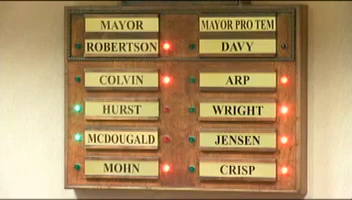 MAYOR MAYOR PRO TEM
ROBERTSON DAVY
COLVIN ARP
HURST WRIGHT
MCDOUGALD JENSEN
MOHN CRISP